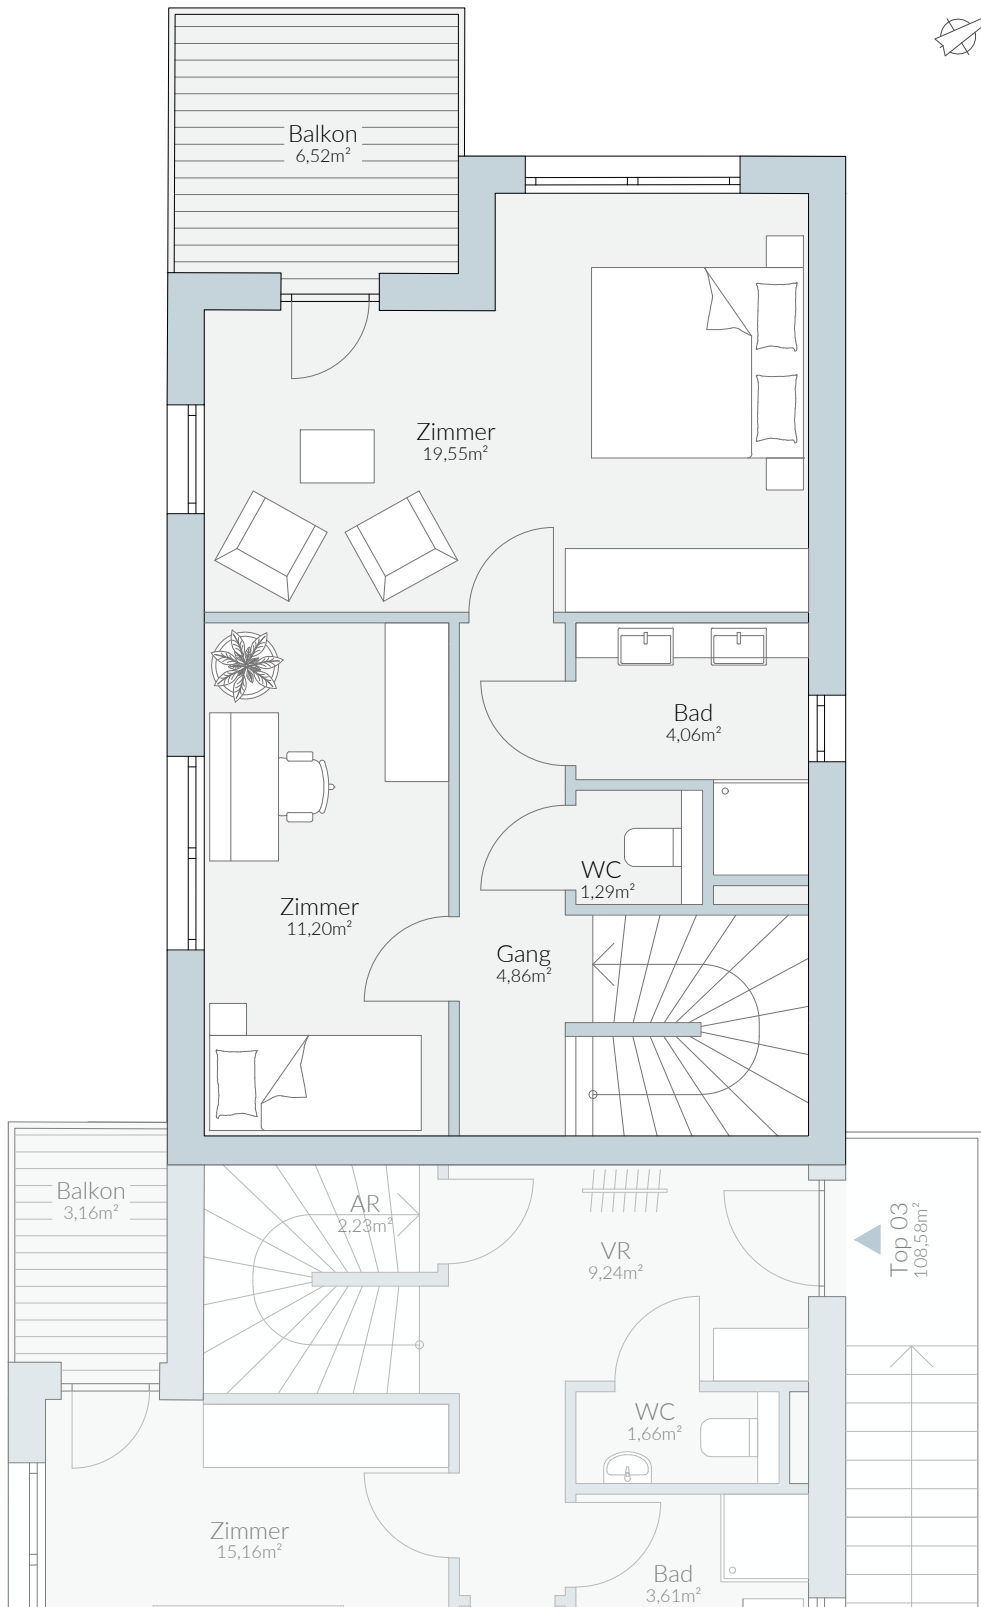 Balkon
6,52m²
Zimmer
19,55m²
Bad
4,06m²
WC
1,29m²
Zimmer
11,20m²
Gang
4,86m²
Balkon
3,16m²
AR
2,23m²
VR
9,24m²
Top 03
108,58m²
WC
1,66m²
Zimmer
15,16m²
Bad
3,61m²